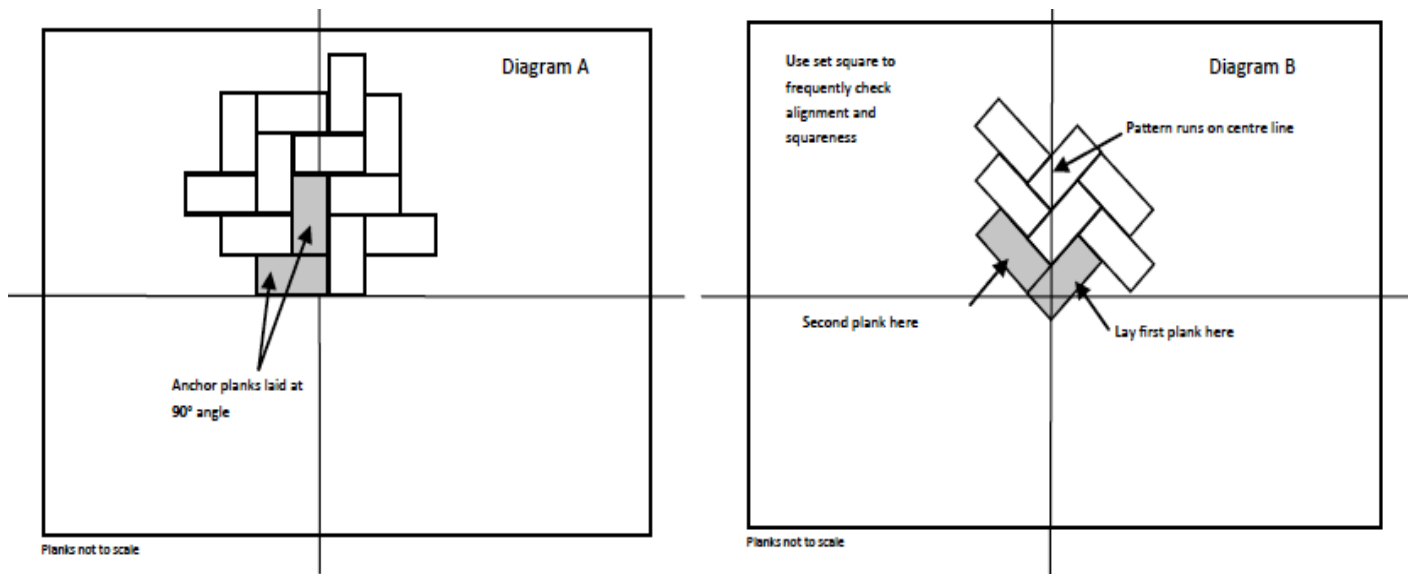 Diagram A
Anchor planks laid at
90° angle
Planks not to scale
Use set square to
frequently check
alignment and
squareness
Diagram B
Pattern runs on centre line
Second plank here
Lay first plank here
Planks not to scale